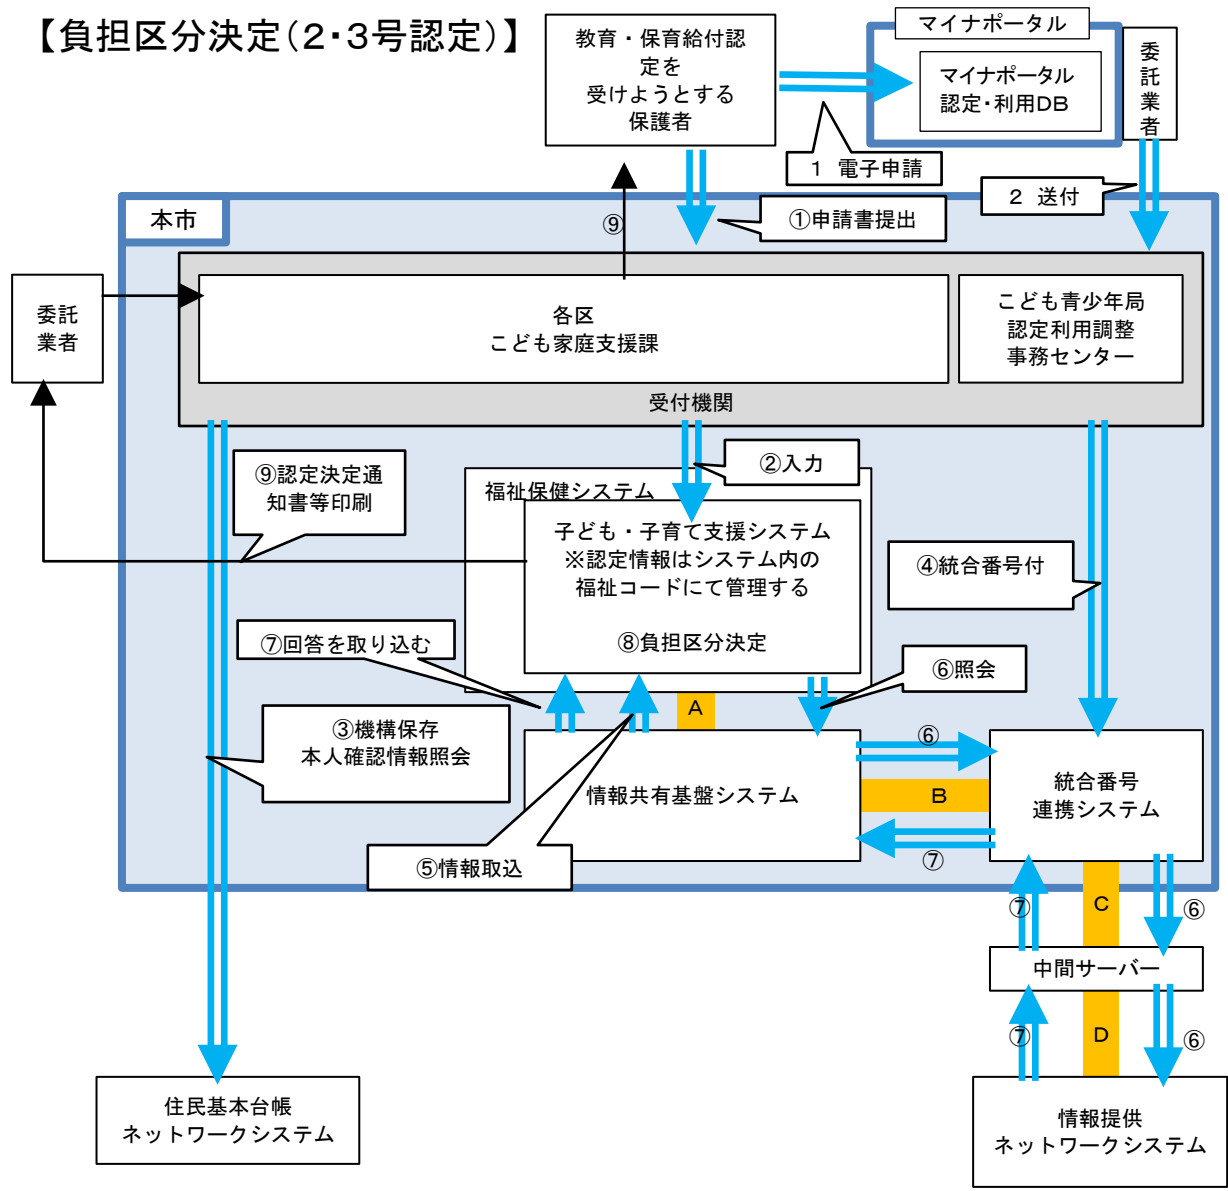 【負担区分決定(2・3号認定)】
教育・保育給付認
定を
受けようとする
保護者
マイナポータル
マイナポータル
認定・利用DB
委
託
業
者
1 電子申請
2 送付
①申請書提出
本市
⑨
委託
業者
各区
こども家庭支援課
こども青少年局
認定利用調整
事務センター
受付機関
⑨認定決定通
知書等印刷
②入力
福祉保健システム
子ども・子育て支援システム
※認定情報はシステム内の
福祉コードにて管理する
⑧負担区分決定
④統合番号付
⑦回答を取り込む
⑥照会
A
③機構保存
本人確認情報照会
⑥
情報共有基盤システム
B
統合番号
連携システム
⑤情報取込
⑦
⑦
C
⑥
中間サーバー
⑦
D
⑥
住民基本台帳
ネットワークシステム
情報提供
ネットワークシステム